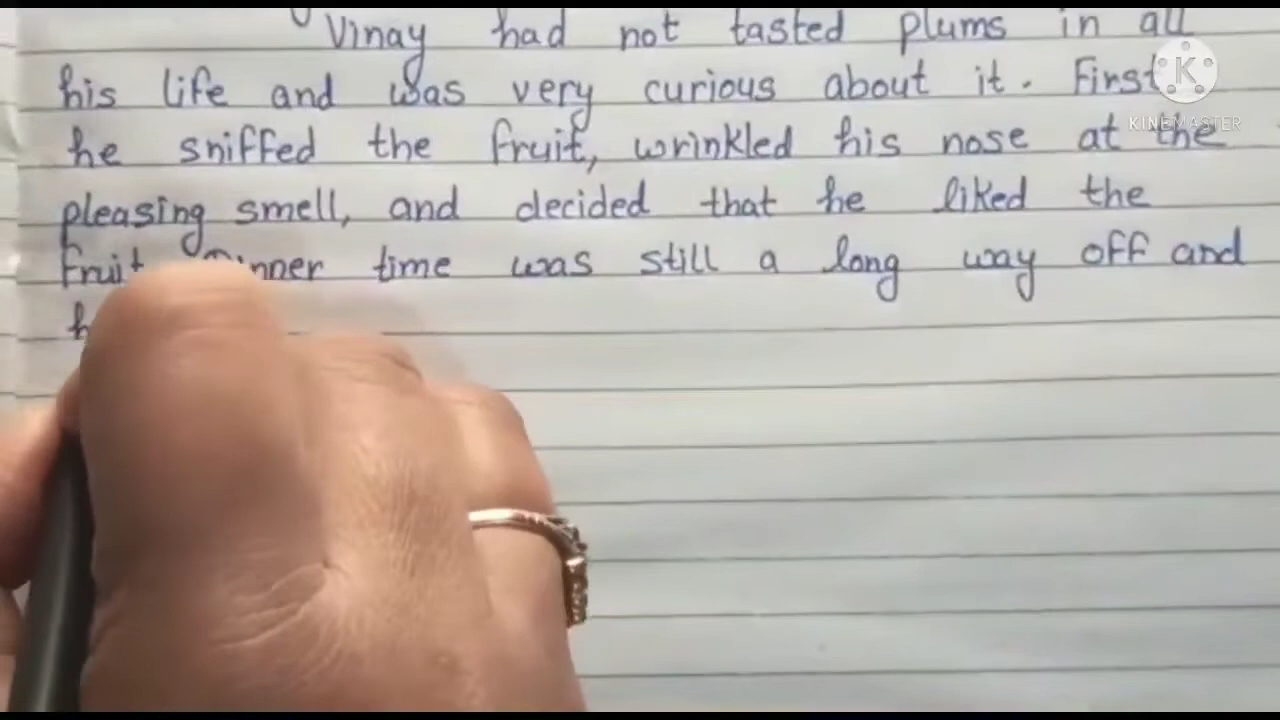 Vinay had not tasted plums in all
his life and was very curious about it. First
he sniffed the fruit, wrinkled his nose at the
pleasing smell, and decided that he liked the
fruit. Dinner time was still a long way off and
K
KINEMASTER